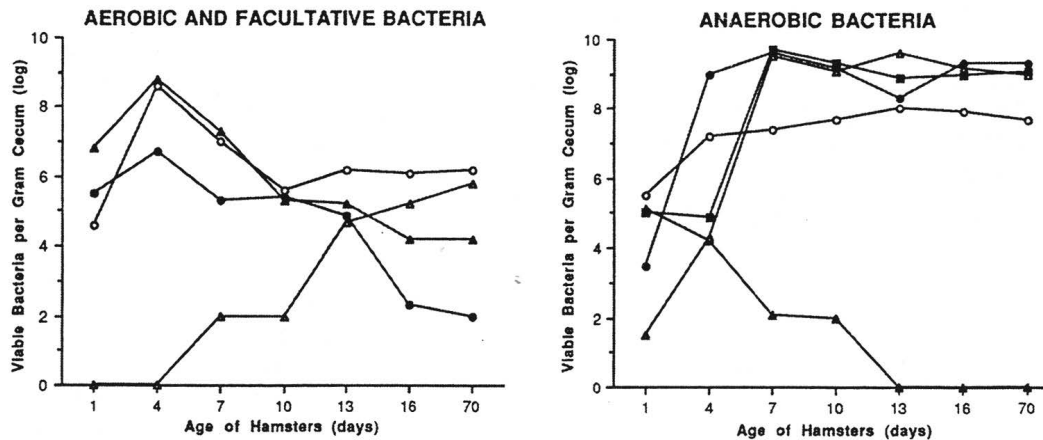 AEROBIC AND FACULTATIVE BACTERIA
Viable Bacteria per Gram Cecum (log)
10
8
6
4
2
0
1 4 7 10 13 16 70
Age of Hamsters (days)
ANAEROBIC BACTERIA
Viable Bacteria per Gram Cecum (log)
10
8
6
4
2
0
1 4 7 10 13 16 70
Age of Hamsters (days)